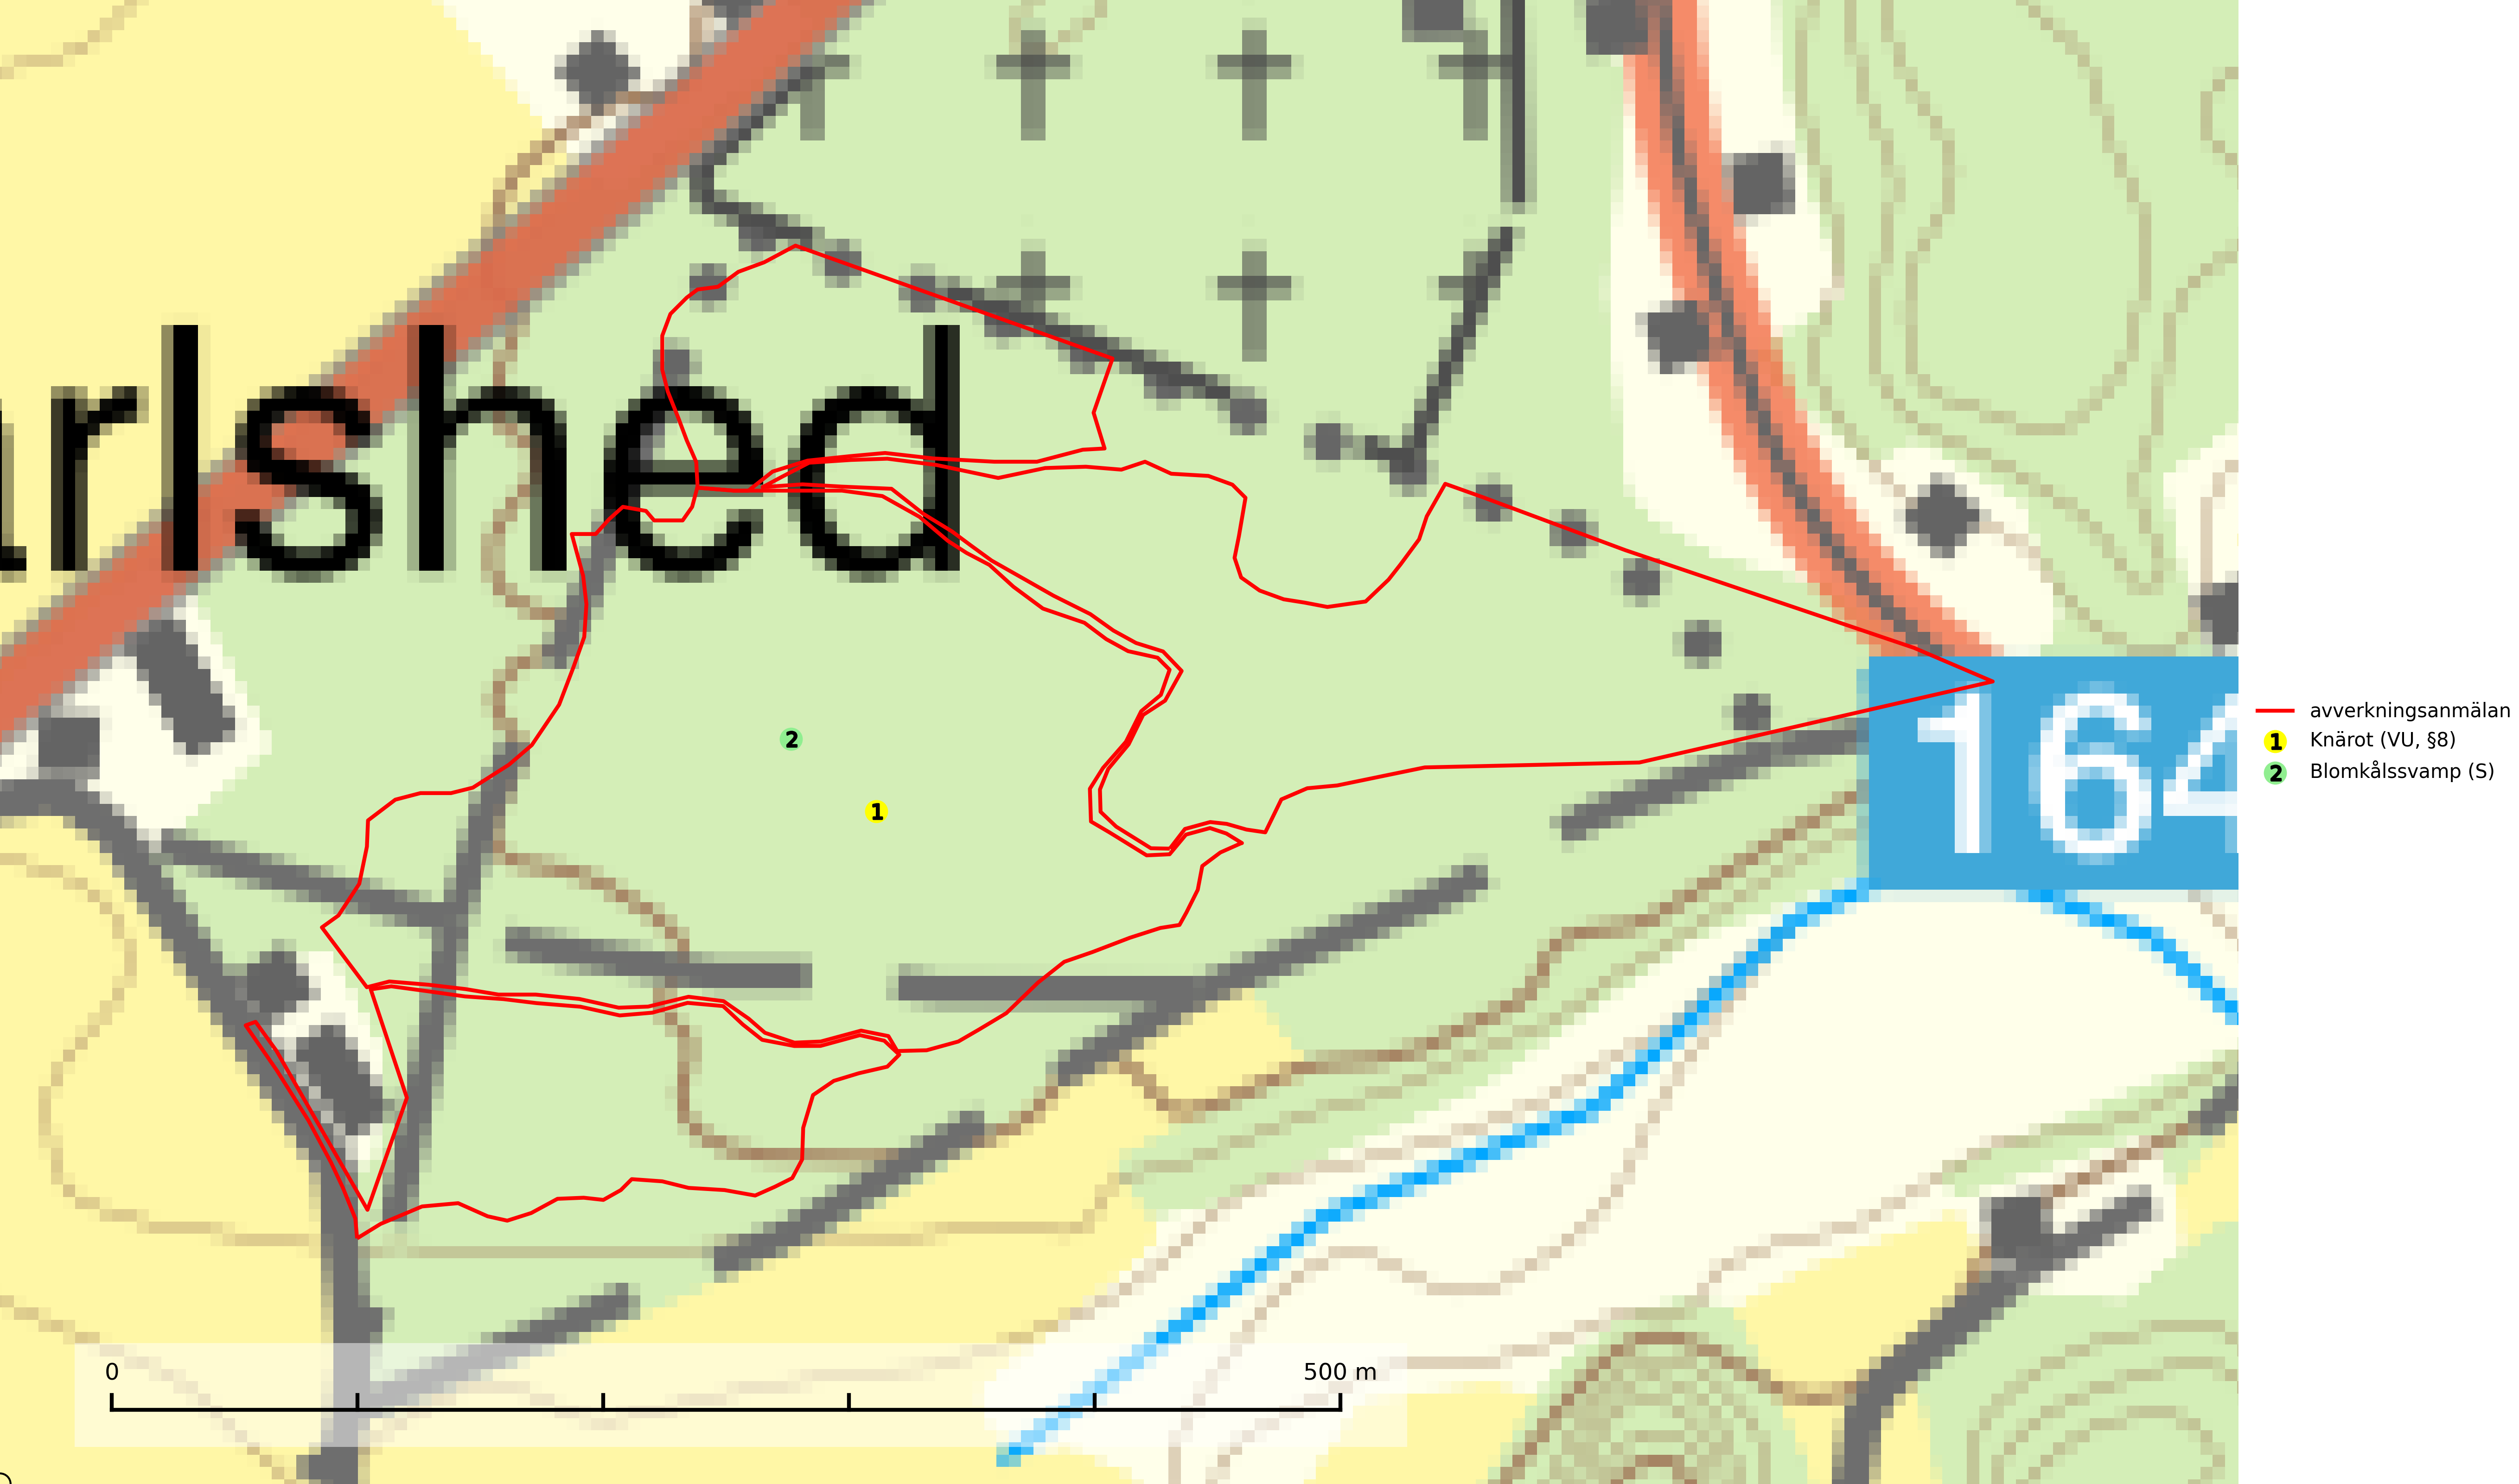 rlshed
164
avverkningsanmälan
1 Knärot (VU, §8)
2 Blomkålssvamp (S)
2
1
0 500 m